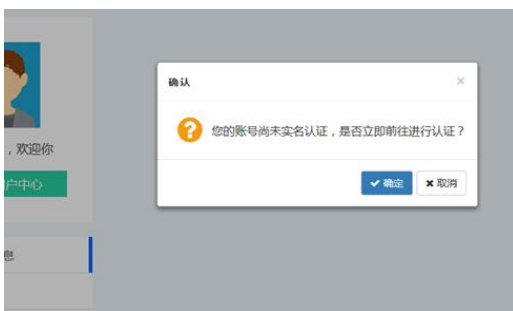 确认
×
您的账号尚未实名认证，是否立即前往进行认证？
，欢迎你
户中心
确定
取消
息